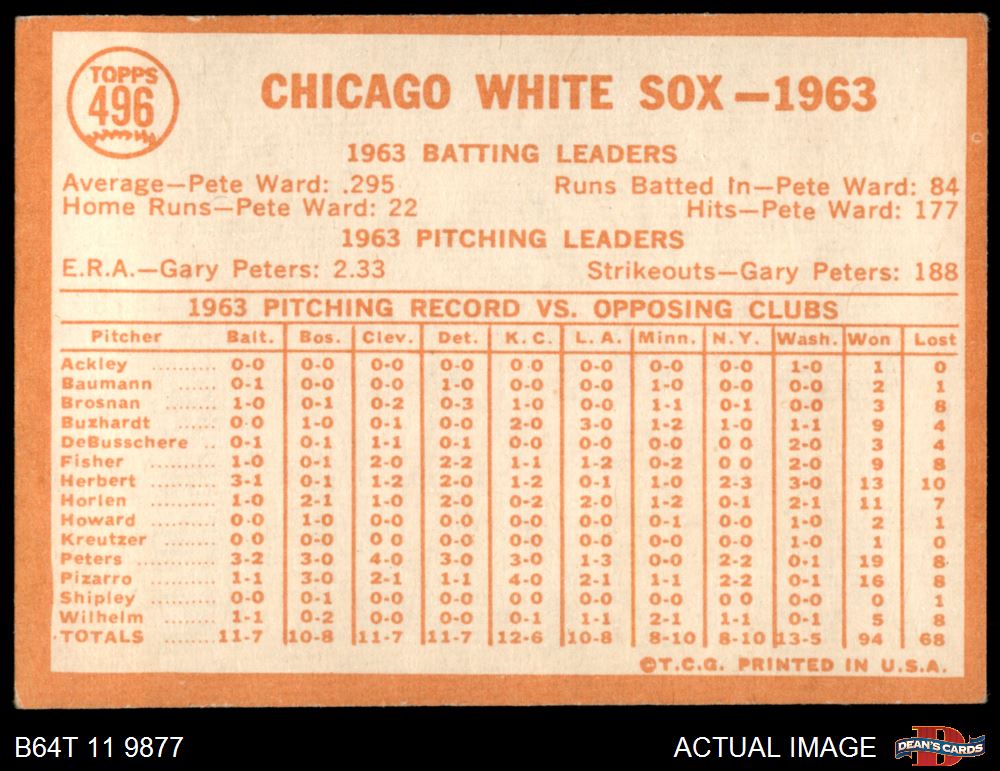 TOPPS
496
CHICAGO WHITE SOX—1963
1963 BATTING LEADERS
Average—Pete Ward: .295 Runs Batted In—Pete Ward: 84
Home Runs—Pete Ward: 22 Hits—Pete Ward: 177
1963 PITCHING LEADERS
E.R.A.—Gary Peters: 2.33 Strikeouts—Gary Peters: 188
1963 PITCHING RECORD VS. OPPOSING CLUBS
Pitcher Balt. Bos. Clev. Det. K. C. L. A. Minn. N. Y. Wash. Won Lost
Ackley .......... 0-0 0-0 0-0 0-0 0-0 0-0 0-0 0-0 1-0 1 0
Baumann .......... 0-1 0-0 0-0 1-0 0-0 0-0 1-0 0-0 0-0 2 1
Brosnan ........ 1-0 0-1 0-2 0-3 1-0 0-0 1-1 0-1 0-0 3 8
Buzhardt ........ 0-0 1-0 0-1 0-0 2-0 3-0 1-2 1-0 1-1 9 4
DeBusschere .. 0-1 0-1 1-1 0-1 0-0 0-0 0-0 0 0 2-0 3 4
Fisher .......... 1-0 0-1 2-0 2-2 1-1 1-2 0-2 0 0 2-0 9 8
Herbert .......... 3-1 0-1 1-2 2-0 1-2 0-1 1-0 2-3 3-0 13 10
Horlen .......... 1-0 2-1 1-0 2-0 0-2 2-0 1-2 0-1 2-1 11 7
Howard .......... 0-0 1-0 0-0 0-0 0-0 0-0 0-1 0-0 1-0 2 1
Kreutzer ........ 0 0 0-0 0 0 0-0 0-0 0-0 0-0 0-0 1-0 1 0
Peters .......... 3-2 3-0 4-0 3-0 3-0 1-3 0-0 2-2 0-1 19 8
Pizarro .......... 1-1 3-0 2-1 1-1 4-0 2-1 1-1 2-2 0-1 16 8
Shipley .......... 0-0 0-1 0-0 0-0 0 0 0-0 0-0 0 0 0-0 0 1
Wilhelm .......... 1-1 0-2 0-0 0-0 0-1 1-1 2-1 1-1 0-1 5 8
TOTALS .......... 11-7 10-8 11-7 11-7 12-6 10-8 8-10 8-10 13-5 94 68
©T.C.G. PRINTED IN U.S.A.
B64T 11 9877 ACTUAL IMAGE DEAN'S CARDS